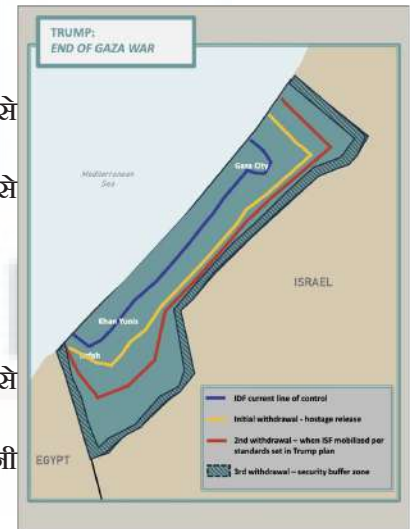 TRUMP:
END OF GAZA WAR
से
से
Mediterranean
Sea
Gaza City
ISRAEL
Khan Yunis
से
EGYPT
IDF current line of control
Initial withdrawal - hostage release
2nd withdrawal – when ISF mobilised per
standards set in Trump plan
3rd withdrawal – security buffer zone